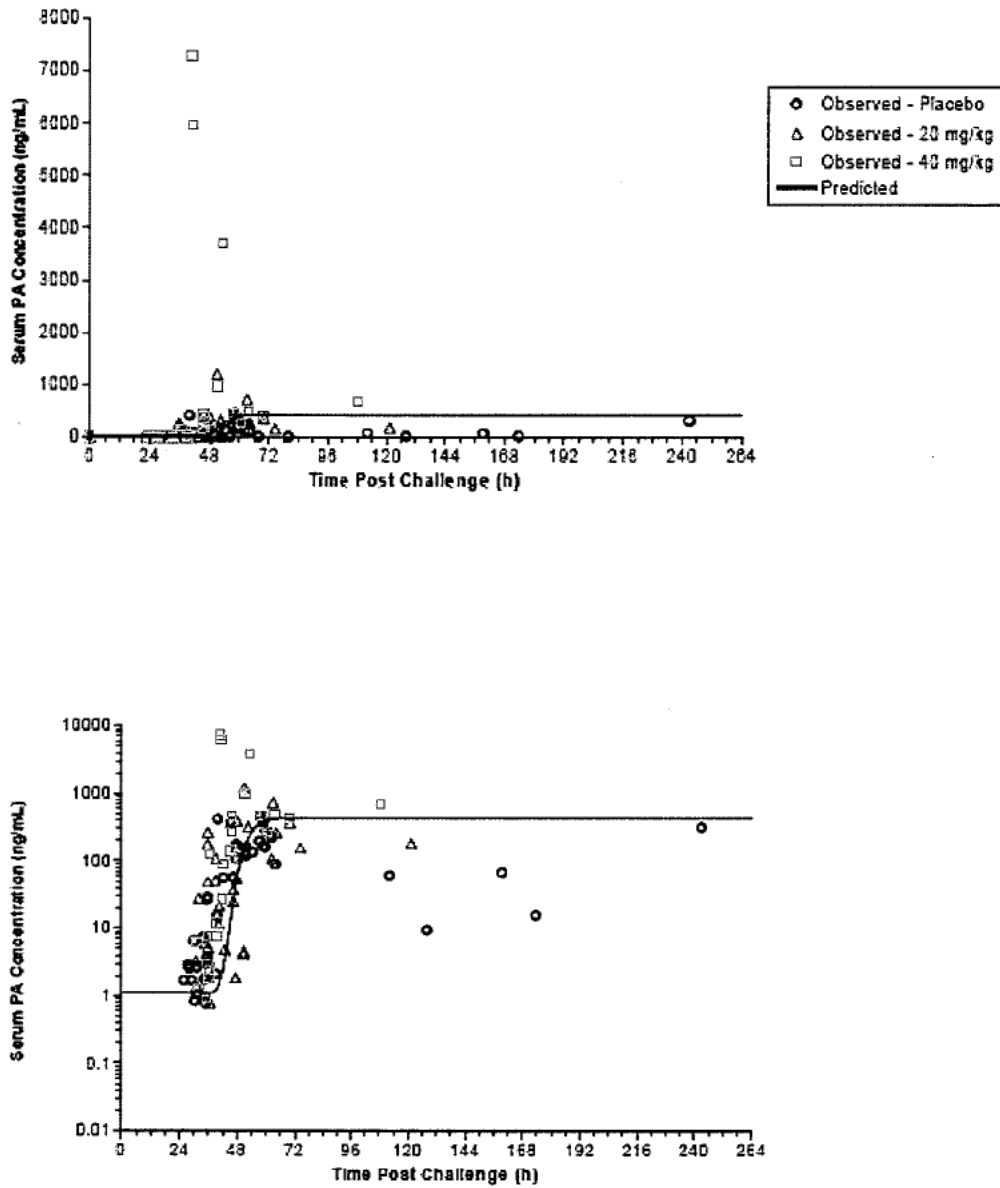 8000
7000
6000
5000
4000
3000
2000
1000
0
Serum PA Concentration (ng/mL)
0 24 48 72 96 120 144 168 192 216 240 264
Time Post Challenge (h)
Observed - Placebo
Observed - 20 mg/kg
Observed - 40 mg/kg
Predicted
10000
1000
100
10
1
0.1
0.01
Serum PA Concentration (ng/mL)
0 24 48 72 96 120 144 168 192 216 240 264
Time Post Challenge (h)